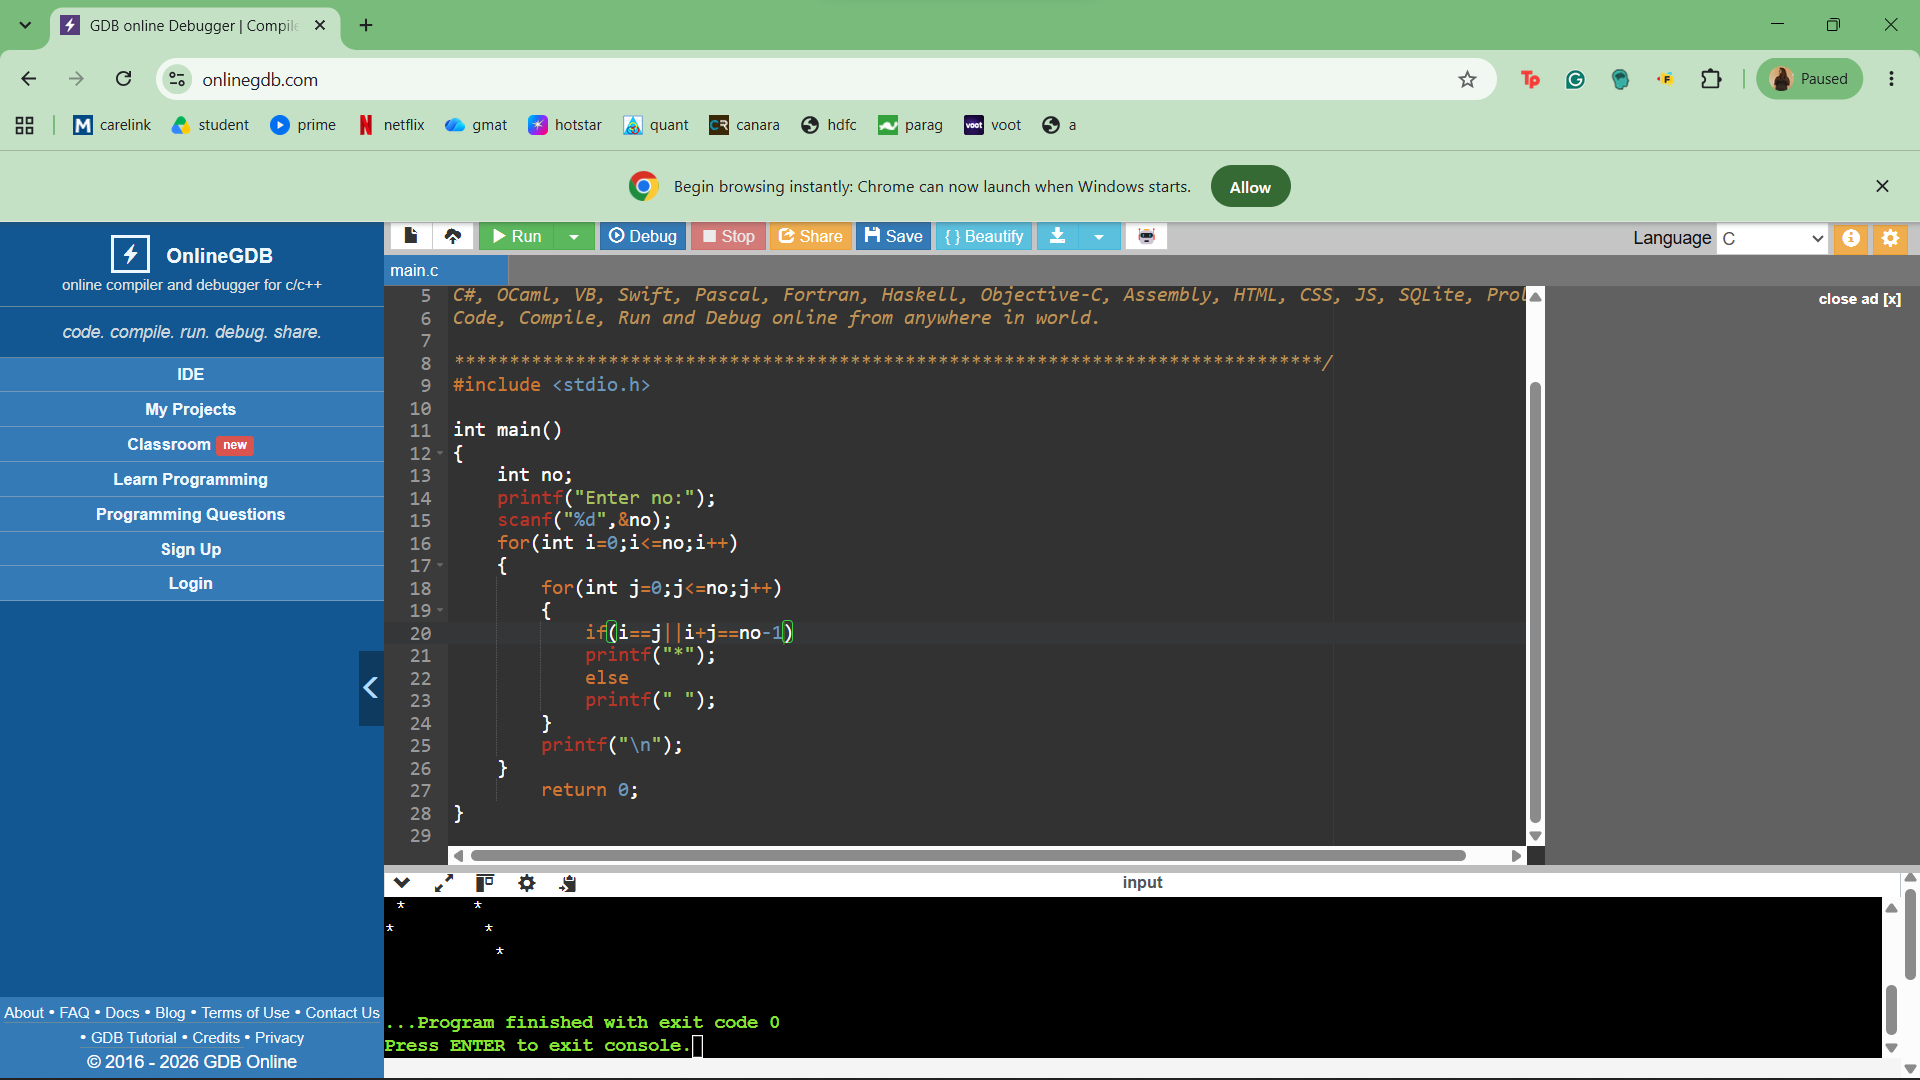 GDB online Debugger | Compile
onlinegdb.com
Paused
carelink
student
prime
netflix
gmat
hotstar
quant
canara
hdfc
parag
voot
a
Begin browsing instantly: Chrome can now launch when Windows starts.
Allow
OnlineGDB
online compiler and debugger for c/c++
code. compile. run. debug. share.
IDE
My Projects
Classroom new
Learn Programming
Programming Questions
Sign Up
Login
About • FAQ • Docs • Blog • Terms of Use • Contact Us
• GDB Tutorial • Credits • Privacy
© 2016 - 2026 GDB Online
Run
Debug
Stop
Share
Save
{ } Beautify
Language C
main.c
close ad [x]
5 C#, OCaml, VB, Swift, Pascal, Fortran, Haskell, Objective-C, Assembly, HTML, CSS, JS, SQLite, Prol
6 Code, Compile, Run and Debug online from anywhere in world.
7
8 *******************************************************************************/
9 #include <stdio.h>
10
11 int main()
12 {
13     int no;
14     printf("Enter no:");
15     scanf("%d",&no);
16     for(int i=0;i<=no;i++)
17     {
18         for(int j=0;j<=no;j++)
19         {
20             if(i==j||i+j==no-1)
21             printf("*");
22             else
23             printf(" ");
24         }
25         printf("\n");
26     }
27         return 0;
28 }
29
input
 *      *
*        *
          *
...Program finished with exit code 0
Press ENTER to exit console.